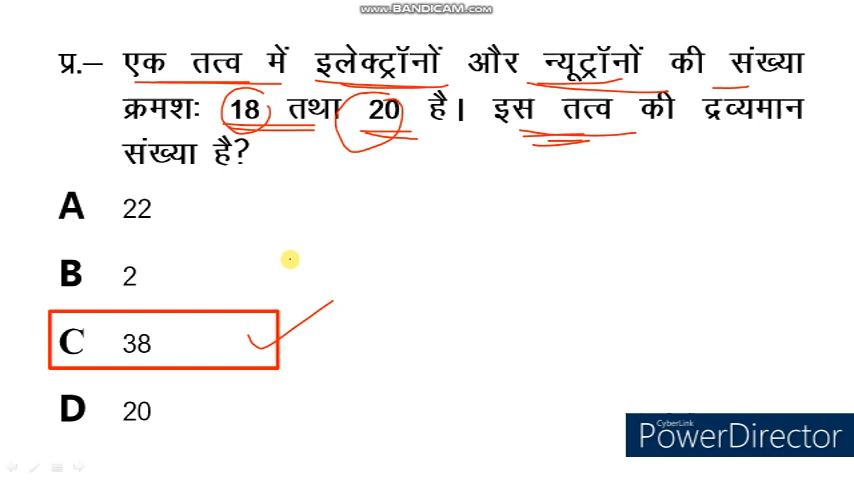 www.BANDICAM.com
प्र.– एक तत्व में इलेक्ट्रॉनों और न्यूट्रॉनों की संख्या
क्रमशः 18 तथा 20 है। इस तत्व की द्रव्यमान
संख्या है?
A 22
B 2
C 38
D 20
CyberLink
PowerDirector